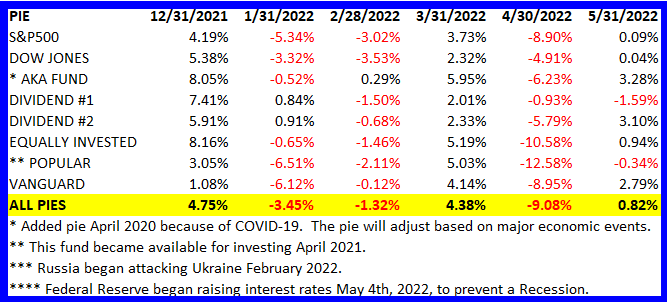 PIE 12/31/2021 1/31/2022 2/28/2022 3/31/2022 4/30/2022 5/31/2022
S&P500 4.19% -5.34% -3.02% 3.73% -8.90% 0.09%
DOW JONES 5.38% -3.32% -3.53% 2.32% -4.91% 0.04%
* AKA FUND 8.05% -0.52% 0.29% 5.95% -6.23% 3.28%
DIVIDEND #1 7.41% 0.84% -1.50% 2.01% -0.93% -1.59%
DIVIDEND #2 5.91% 0.91% -0.68% 2.33% -5.79% 3.10%
EQUALLY INVESTED 8.16% -0.65% -1.46% 5.19% -10.58% 0.94%
** POPULAR 3.05% -6.51% -2.11% 5.03% -12.58% -0.34%
VANGUARD 1.08% -6.12% -0.12% 4.14% -8.95% 2.79%
ALL PIES 4.75% -3.45% -1.32% 4.38% -9.08% 0.82%
* Added pie April 2020 because of COVID-19. The pie will adjust based on major economic events.
** This fund became available for investing April 2021.
*** Russia began attacking Ukraine February 2022.
**** Federal Reserve began raising interest rates May 4th, 2022, to prevent a Recession.